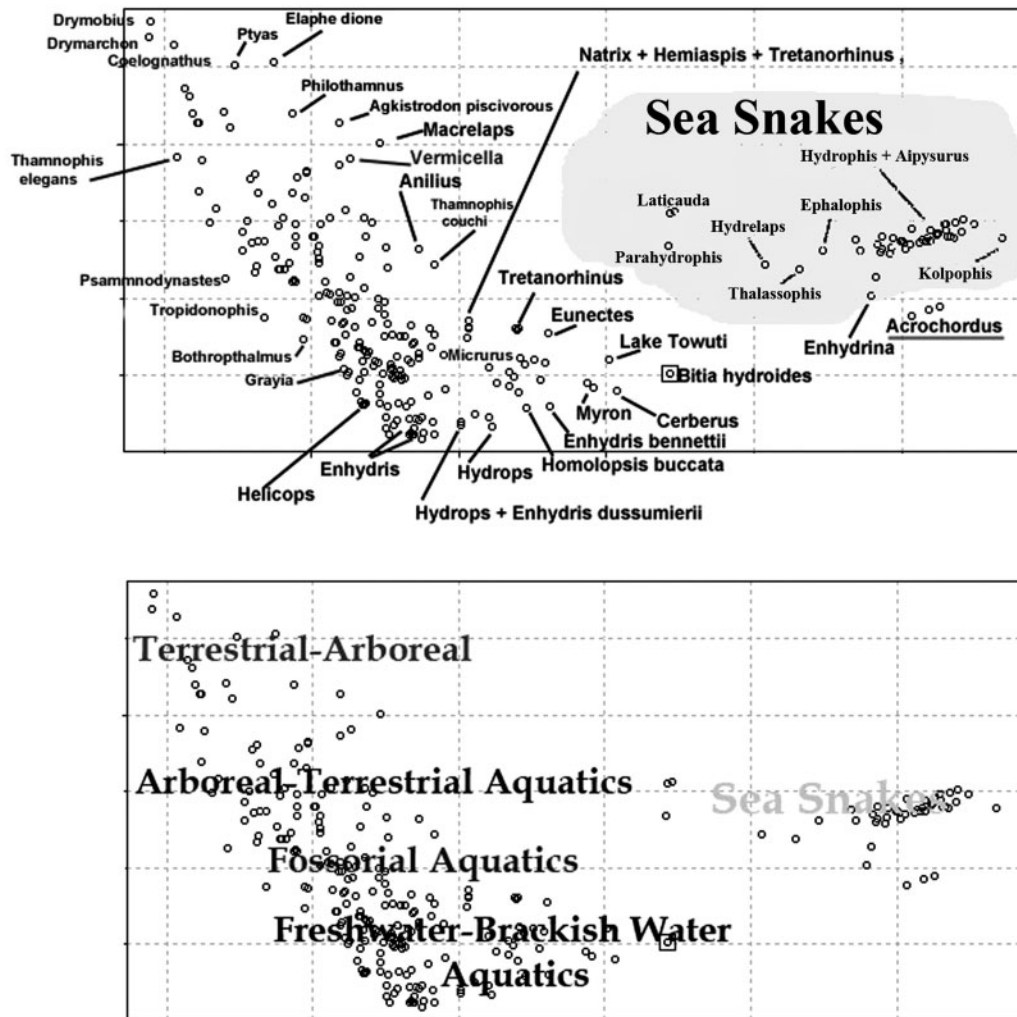 Drymobius
Elaphe dione
Drymarchon
Ptyas
Coelognathus
Natrix + Hemiaspis + Tretanorhinus ,
Philothamnus
Agkistrodon piscivorous
Macrelaps
Sea Snakes
Thamnophis
elegans
Vermicella
Hydrophis + Aipysurus
Anilius
Thamnophis
couchi
Laticauda
Ephalophis
Hydrelaps
Parahydrophis
Kolpophis
Psammnodynastes
Tretanorhinus
Thalassophis
Tropidonophis
Eunectes
Acrochordus
Enhydrina
Bothropthalmus
Micrurus
Lake Towuti
Grayia
Bitia hydroides
Myron
Cerberus
Enhydris bennettii
Enhydris
Hydrops
Homolopsis buccata
Helicops
Hydrops + Enhydris dussumierii
Terrestrial-Arboreal
Arboreal-Terrestrial Aquatics
Sea Snakes
Fossorial Aquatics
Freshwater-Brackish Water
Aquatics